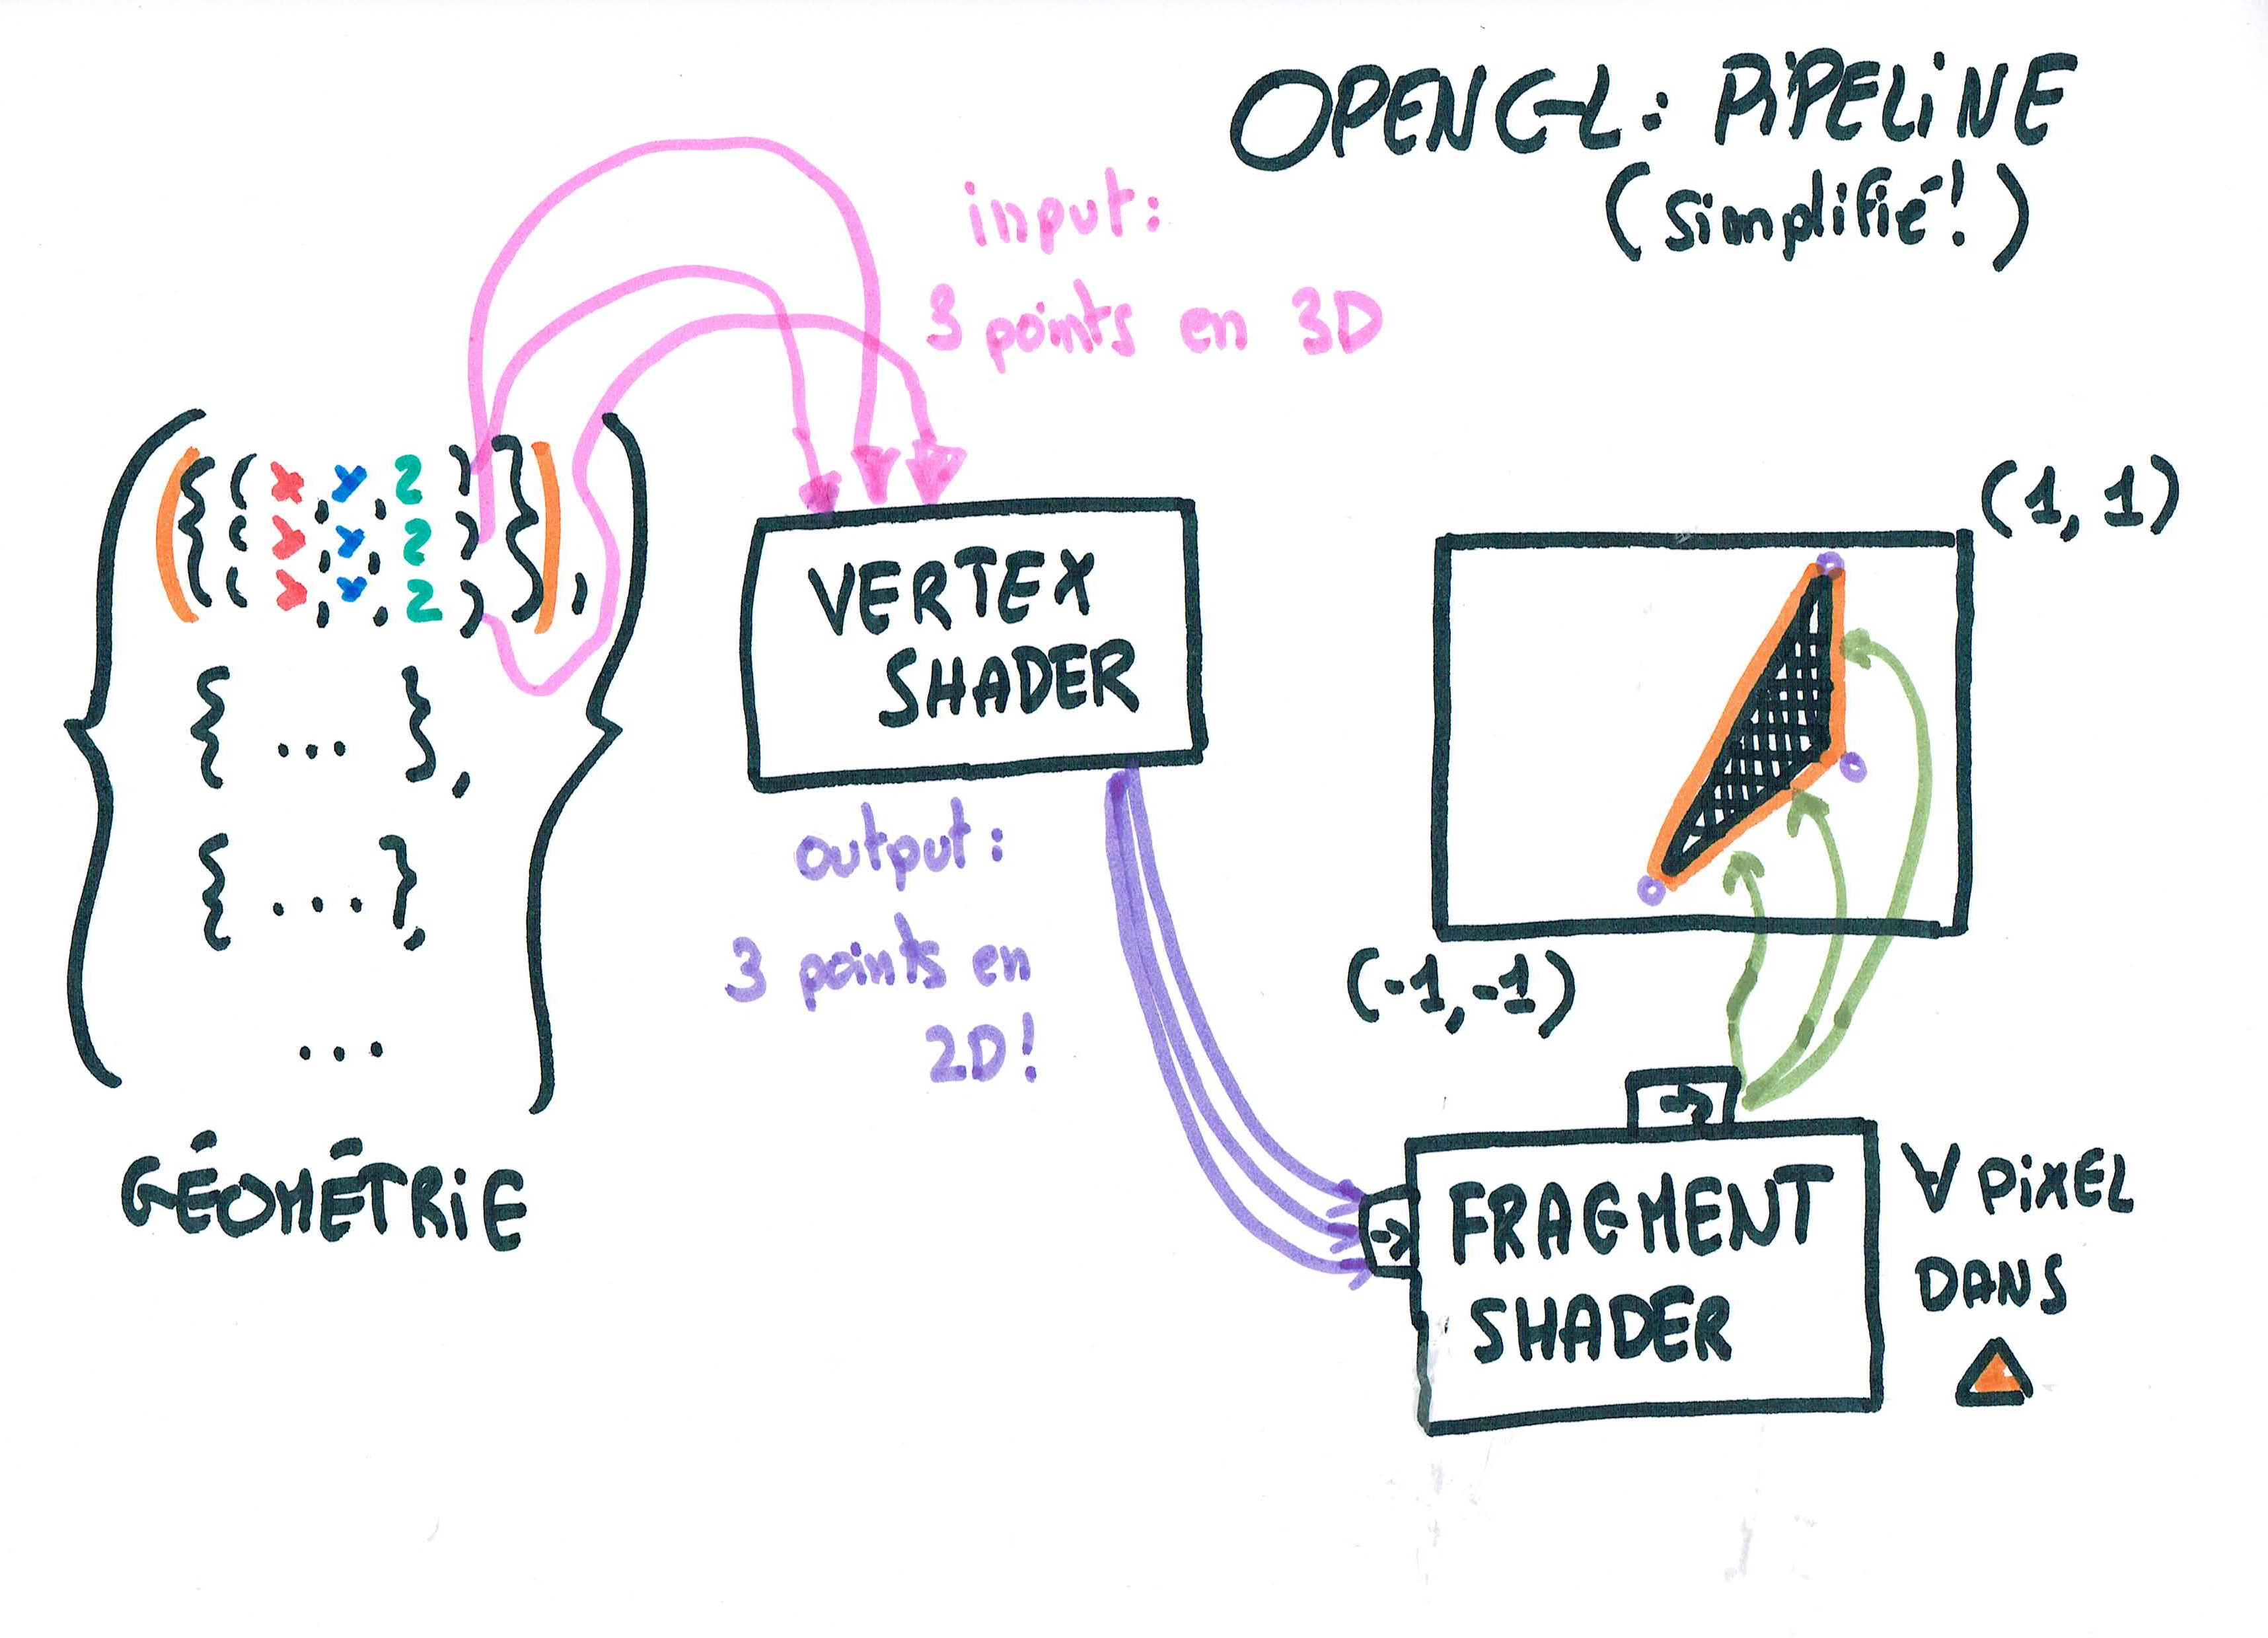 OPENGL: PIPELINE
(simplifié!)
input:
3 points en 3D
{ { ( x, y, z )
( x, y, z )
( x, y, z ) },
{ ... },
{ ... },
...
}
GÉOMÉTRIE
VERTEX
SHADER
output:
3 points en
2D!
(1, 1)
(-1,-1)
FRAGMENT
SHADER
∀ PIXEL
DANS